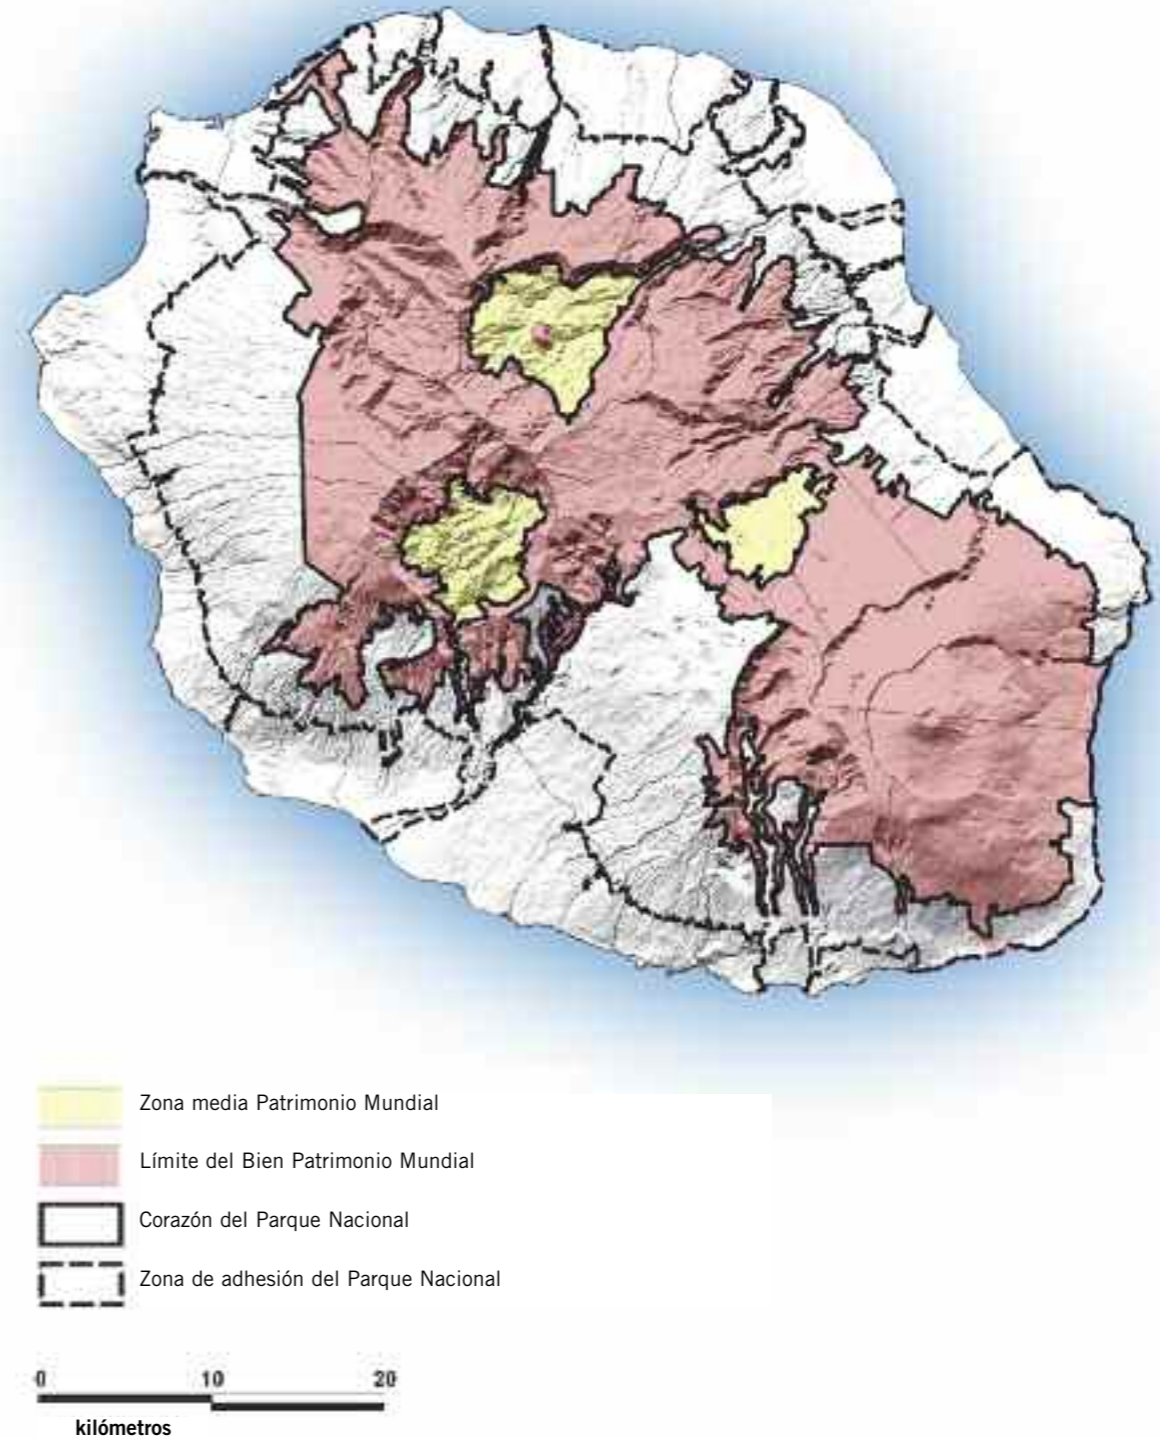 Zona media Patrimonio Mundial
Límite del Bien Patrimonio Mundial
Corazón del Parque Nacional
Zona de adhesión del Parque Nacional
0 10 20
kilómetros